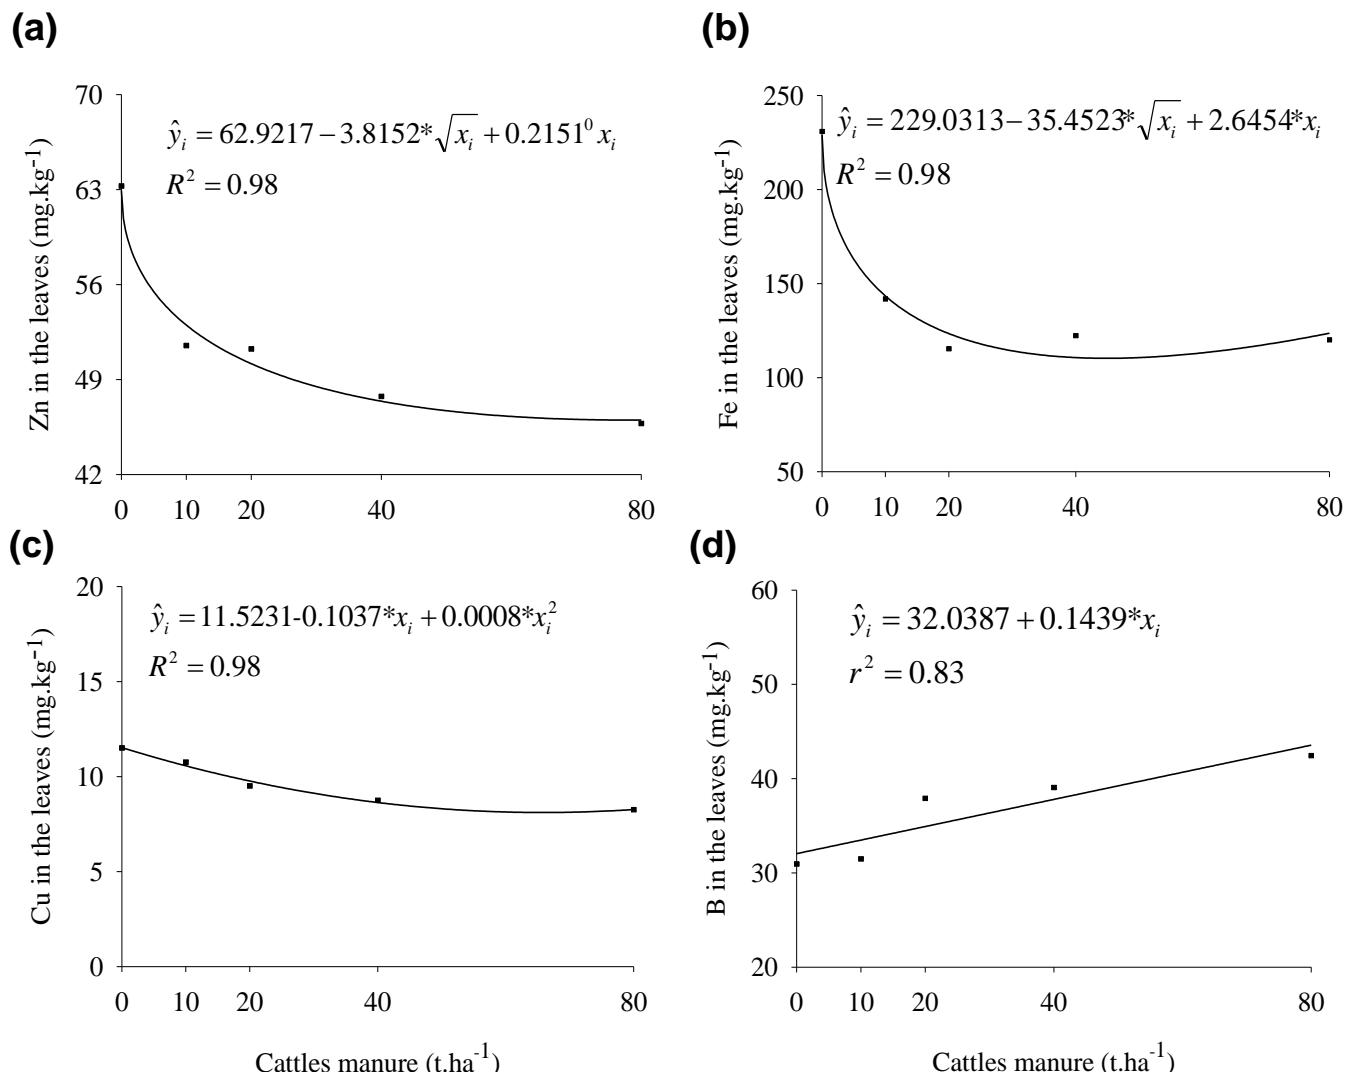 (a)
70
63
56
49
42
0 10 20 40 80
Zn in the leaves (mg.kg⁻¹)
ŷᵢ = 62.9217 − 3.8152* √xᵢ + 0.2151⁰ xᵢ
R² = 0.98
(b)
250
200
150
100
50
0 10 20 40 80
Fe in the leaves (mg.kg⁻¹)
ŷᵢ = 229.0313 − 35.4523* √xᵢ + 2.6454* xᵢ
R² = 0.98
(c)
20
15
10
5
0
0 10 20 40 80
Cu in the leaves (mg.kg⁻¹)
ŷᵢ = 11.5231-0.1037*xᵢ + 0.0008*xᵢ²
R² = 0.98
Cattles manure (t.ha⁻¹)
(d)
60
50
40
30
20
0 10 20 40 80
B in the leaves (mg.kg⁻¹)
ŷᵢ = 32.0387 + 0.1439*xᵢ
r² = 0.83
Cattles manure (t.ha⁻¹)